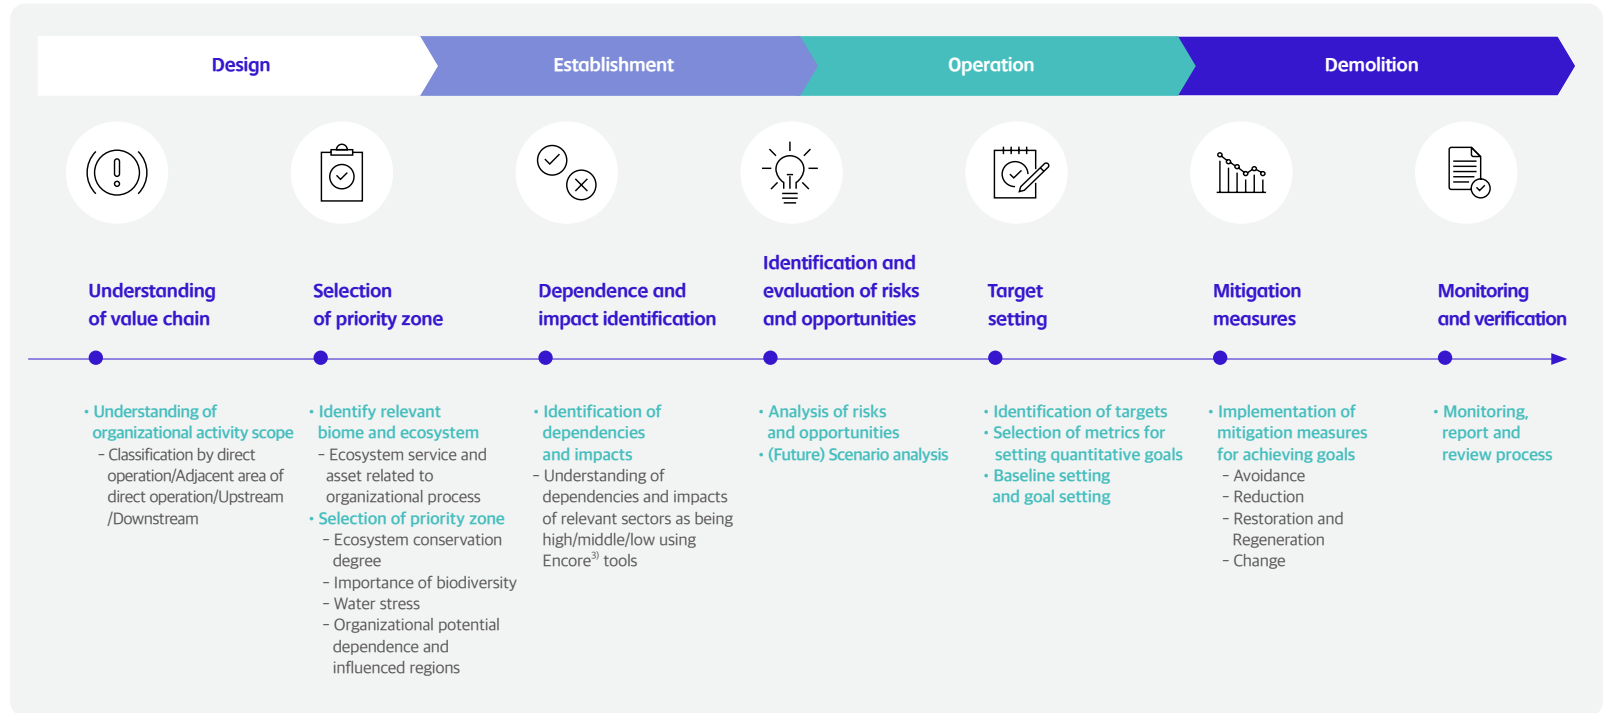 Design
Establishment
Operation
Demolition
Understanding
of value chain
Selection
of priority zone
Dependence and
impact identification
Identification and
evaluation of risks
and opportunities
Target
setting
Mitigation
measures
Monitoring
and verification
• Understanding of
organizational activity scope
– Classification by direct
operation/Adjacent area of
direct operation/Upstream
/Downstream
• Identify relevant
biome and ecosystem
– Ecosystem service and
asset related to
organizational process
• Selection of priority zone
– Ecosystem conservation
degree
– Importance of biodiversity
– Water stress
– Organizational potential
dependence and
influenced regions
• Identification of
dependencies
and impacts
– Understanding of
dependencies and impacts
of relevant sectors as being
high/middle/low using
Encore3) tools
• Analysis of risks
and opportunities
• (Future) Scenario analysis
• Identification of targets
• Selection of metrics for
setting quantitative goals
• Baseline setting
and goal setting
• Implementation of
mitigation measures
for achieving goals
– Avoidance
– Reduction
– Restoration and
Regeneration
– Change
• Monitoring,
report and
review process